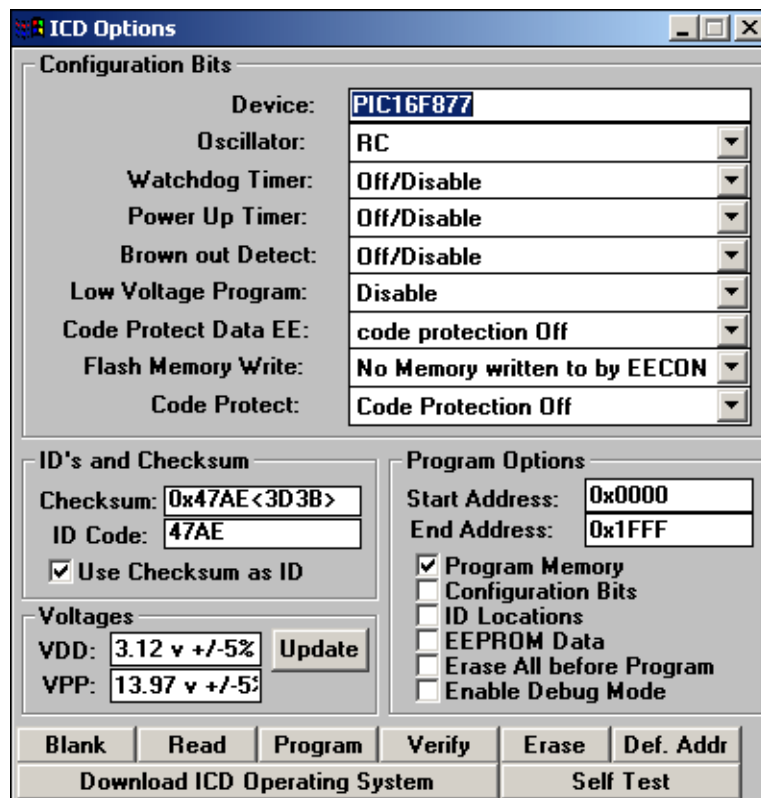 ICD Options
Configuration Bits
Device: PIC16F877
Oscillator: RC
Watchdog Timer: Off/Disable
Power Up Timer: Off/Disable
Brown out Detect: Off/Disable
Low Voltage Program: Disable
Code Protect Data EE: code protection Off
Flash Memory Write: No Memory written to by EECON
Code Protect: Code Protection Off
ID's and Checksum
Checksum: 0x47AE<3D3B>
ID Code: 47AE
Use Checksum as ID
Voltages
VDD: 3.12 v +/-5% Update
VPP: 13.97 v +/-5
Program Options
Start Address: 0x0000
End Address: 0x1FFF
Program Memory
Configuration Bits
ID Locations
EEPROM Data
Erase All before Program
Enable Debug Mode
Blank Read Program Verify Erase Def. Addr
Download ICD Operating System Self Test